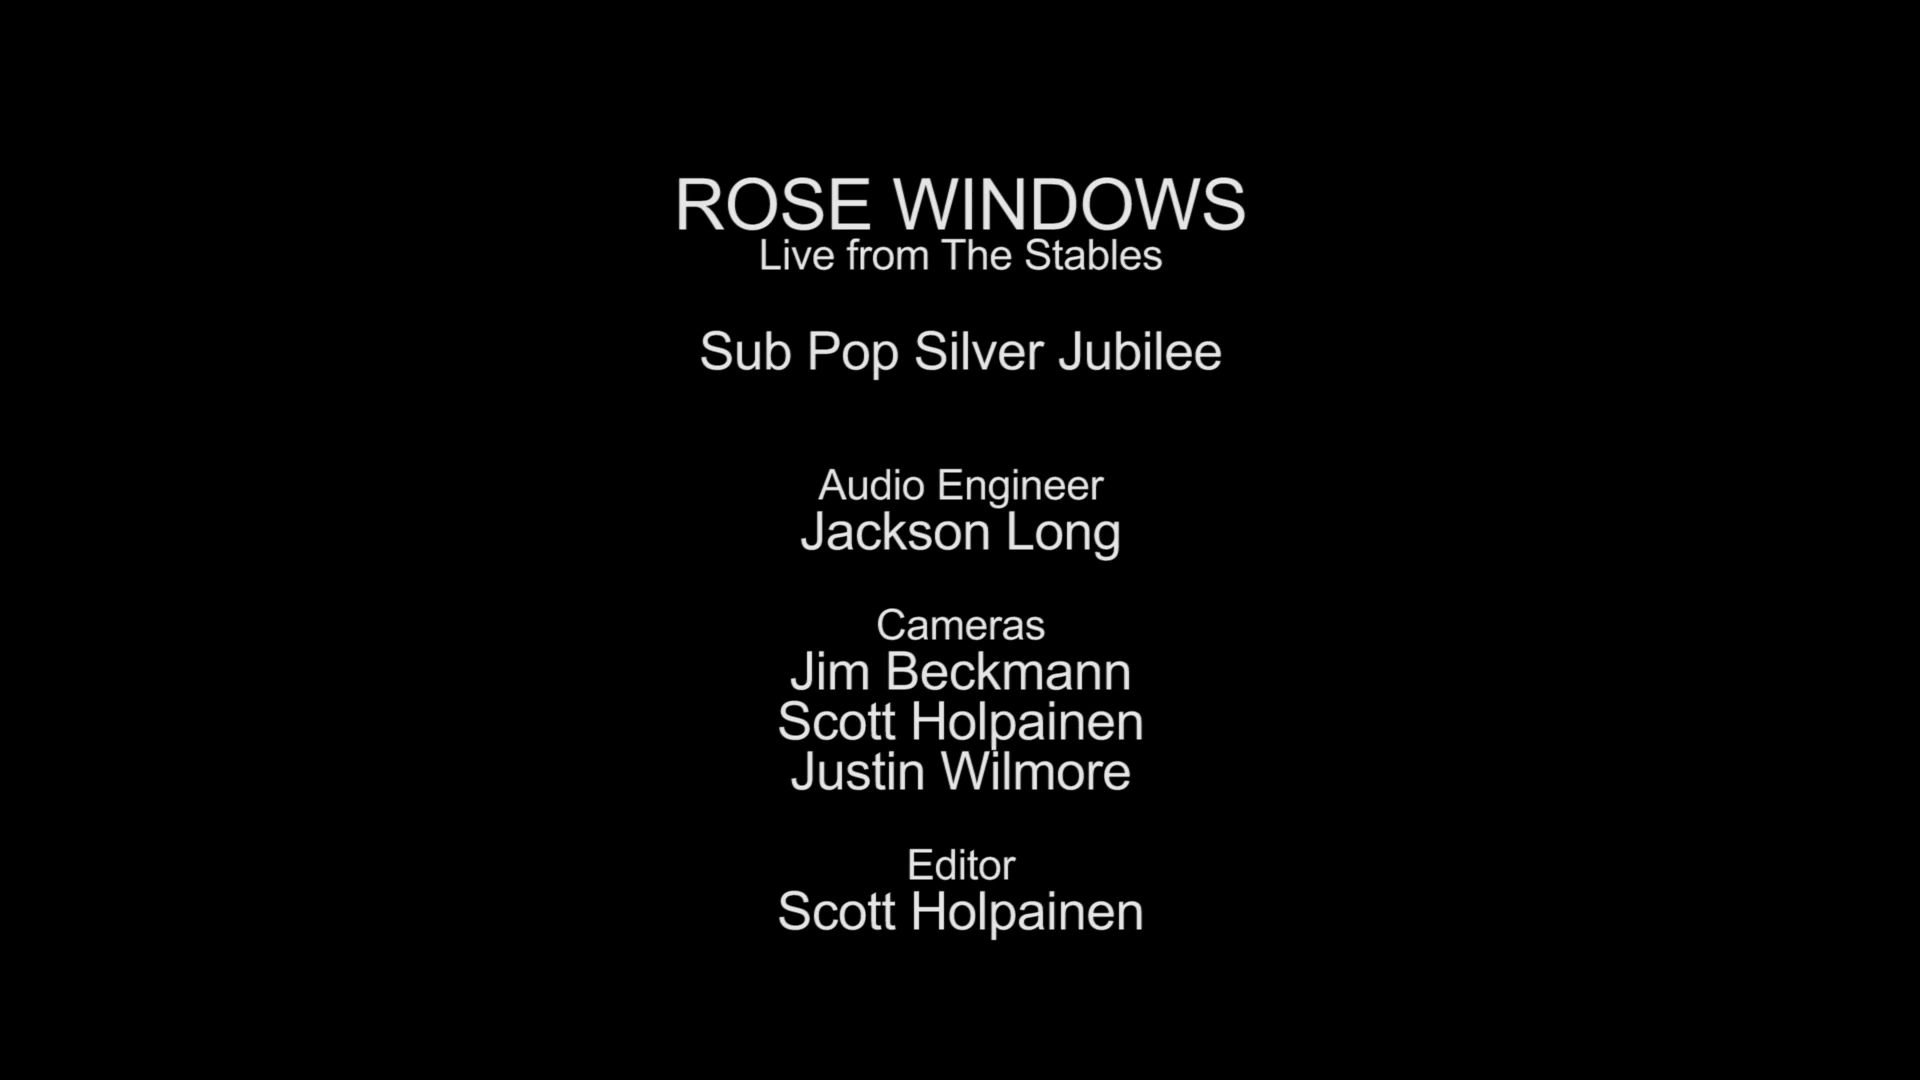 ROSE WINDOWS
Live from The Stables
Sub Pop Silver Jubilee
Audio Engineer
Jackson Long
Cameras
Jim Beckmann
Scott Holpainen
Justin Wilmore
Editor
Scott Holpainen